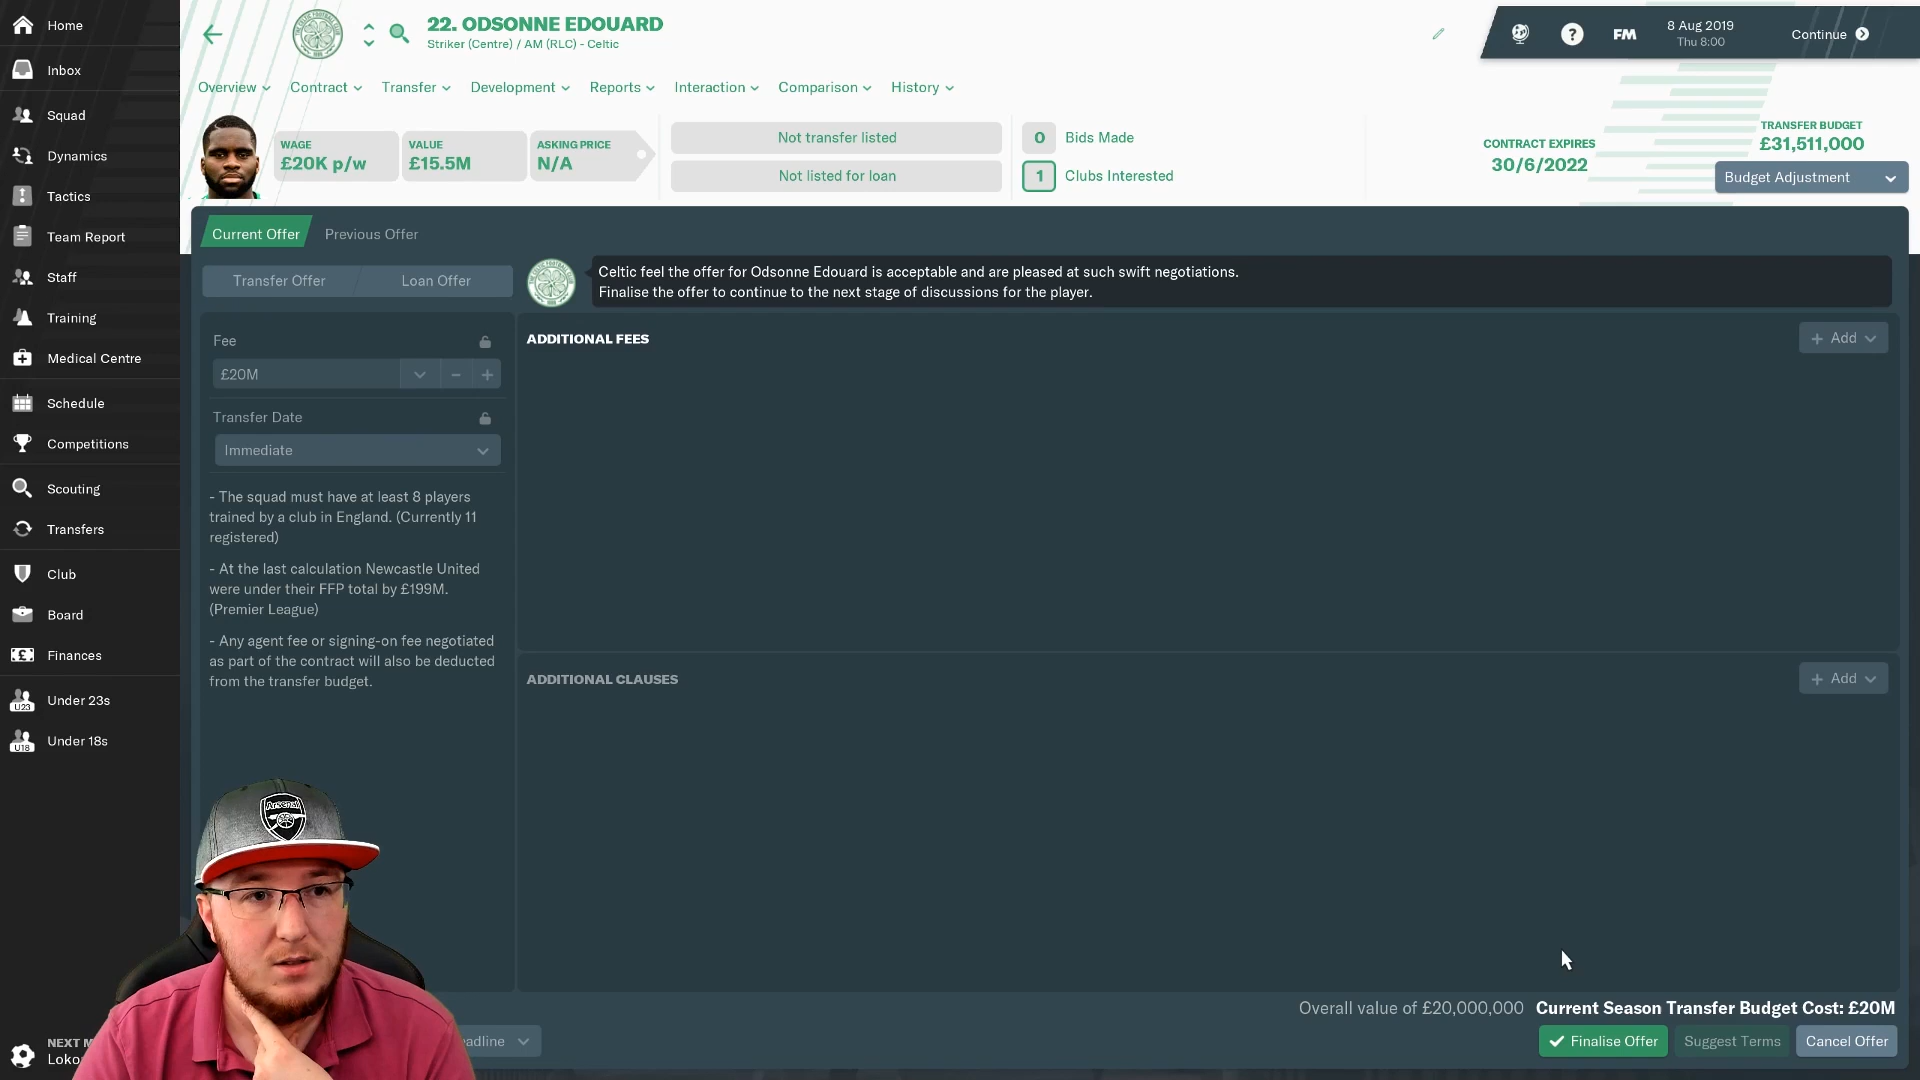 Home
Inbox
Squad
Dynamics
Tactics
Team Report
Staff
Training
Medical Centre
Schedule
Competitions
Scouting
Transfers
Club
Board
Finances
U23
Under 23s
U18
Under 18s
NEXT M
Loko
22. ODSONNE EDOUARD
Striker (Centre) / AM (RLC) - Celtic
FM
8 Aug 2019
Thu 8:00
Continue
Overview
Contract
Transfer
Development
Reports
Interaction
Comparison
History
WAGE
£20K p/w
VALUE
£15.5M
ASKING PRICE
N/A
Not transfer listed
Not listed for loan
0 Bids Made
1 Clubs Interested
CONTRACT EXPIRES
30/6/2022
TRANSFER BUDGET
£31,511,000
Budget Adjustment
Current Offer
Previous Offer
Transfer Offer
Loan Offer
Celtic feel the offer for Odsonne Edouard is acceptable and are pleased at such swift negotiations.
Finalise the offer to continue to the next stage of discussions for the player.
Fee
£20M
Transfer Date
Immediate
- The squad must have at least 8 players
trained by a club in England. (Currently 11
registered)
- At the last calculation Newcastle United
were under their FFP total by £199M.
(Premier League)
- Any agent fee or signing-on fee negotiated
as part of the contract will also be deducted
from the transfer budget.
ADDITIONAL FEES
+ Add
ADDITIONAL CLAUSES
+ Add
Arsenal
adline
Overall value of £20,000,000
Current Season Transfer Budget Cost: £20M
Finalise Offer
Suggest Terms
Cancel Offer